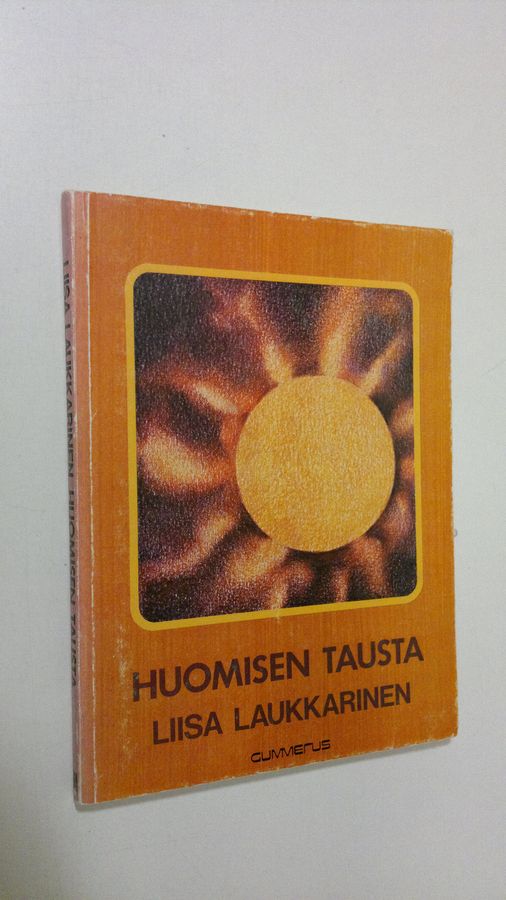 LIISA LAUKKARINEN HUOMISEN TAUSTA
HUOMISEN TAUSTA
LIISA LAUKKARINEN
GUMMERUS